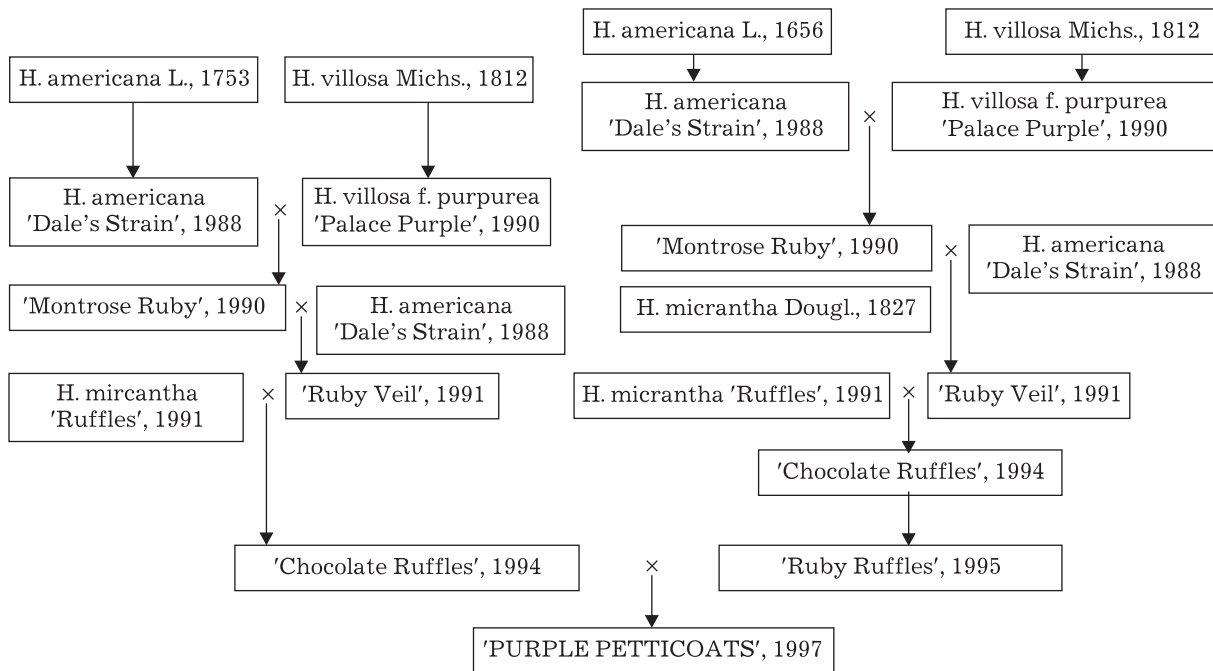 H. americana L., 1656
H. villosa Michs., 1812
H. americana L., 1753
H. villosa Michs., 1812
H. americana
'Dale's Strain', 1988
×
H. villosa f. purpurea
'Palace Purple', 1990
H. americana
'Dale's Strain', 1988
×
H. villosa f. purpurea
'Palace Purple', 1990
'Montrose Ruby', 1990
×
H. americana
'Dale's Strain', 1988
'Montrose Ruby', 1990
×
H. americana
'Dale's Strain', 1988
H. micrantha Dougl., 1827
H. mircantha
'Ruffles', 1991
×
'Ruby Veil', 1991
H. micrantha 'Ruffles', 1991
×
'Ruby Veil', 1991
'Chocolate Ruffles', 1994
'Chocolate Ruffles', 1994
×
'Ruby Ruffles', 1995
'PURPLE PETTICOATS', 1997